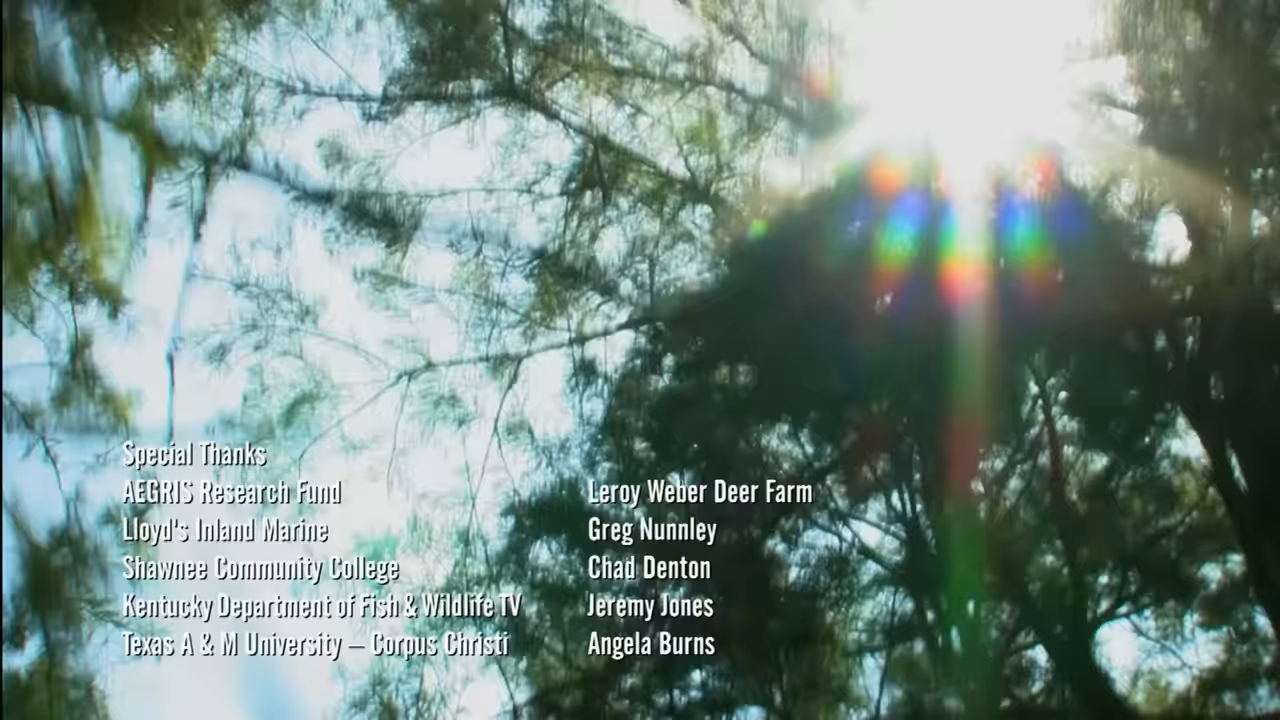 Special Thanks
AEGRIS Research Fund
Lloyd's Inland Marine
Shawnee Community College
Kentucky Department of Fish & Wildlife TV
Texas A & M University – Corpus Christi
Leroy Weber Deer Farm
Greg Nunnley
Chad Denton
Jeremy Jones
Angela Burns